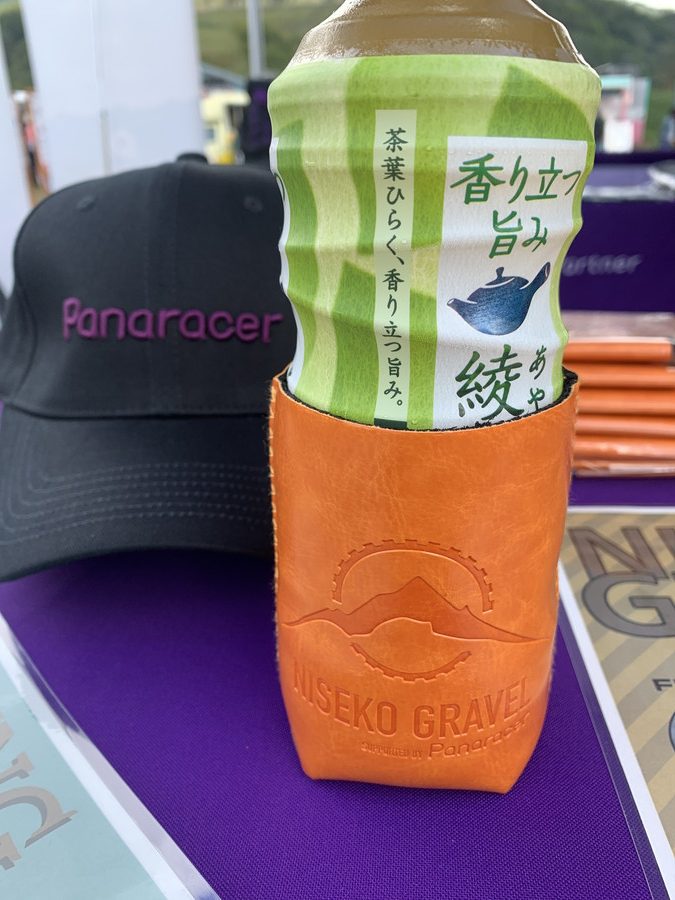 Panaracer
茶葉ひらく、香り立つ旨み。
香り立つ
旨み
綾
あや
NISEKO GRAVEL
SUPPORTED BY Panaracer